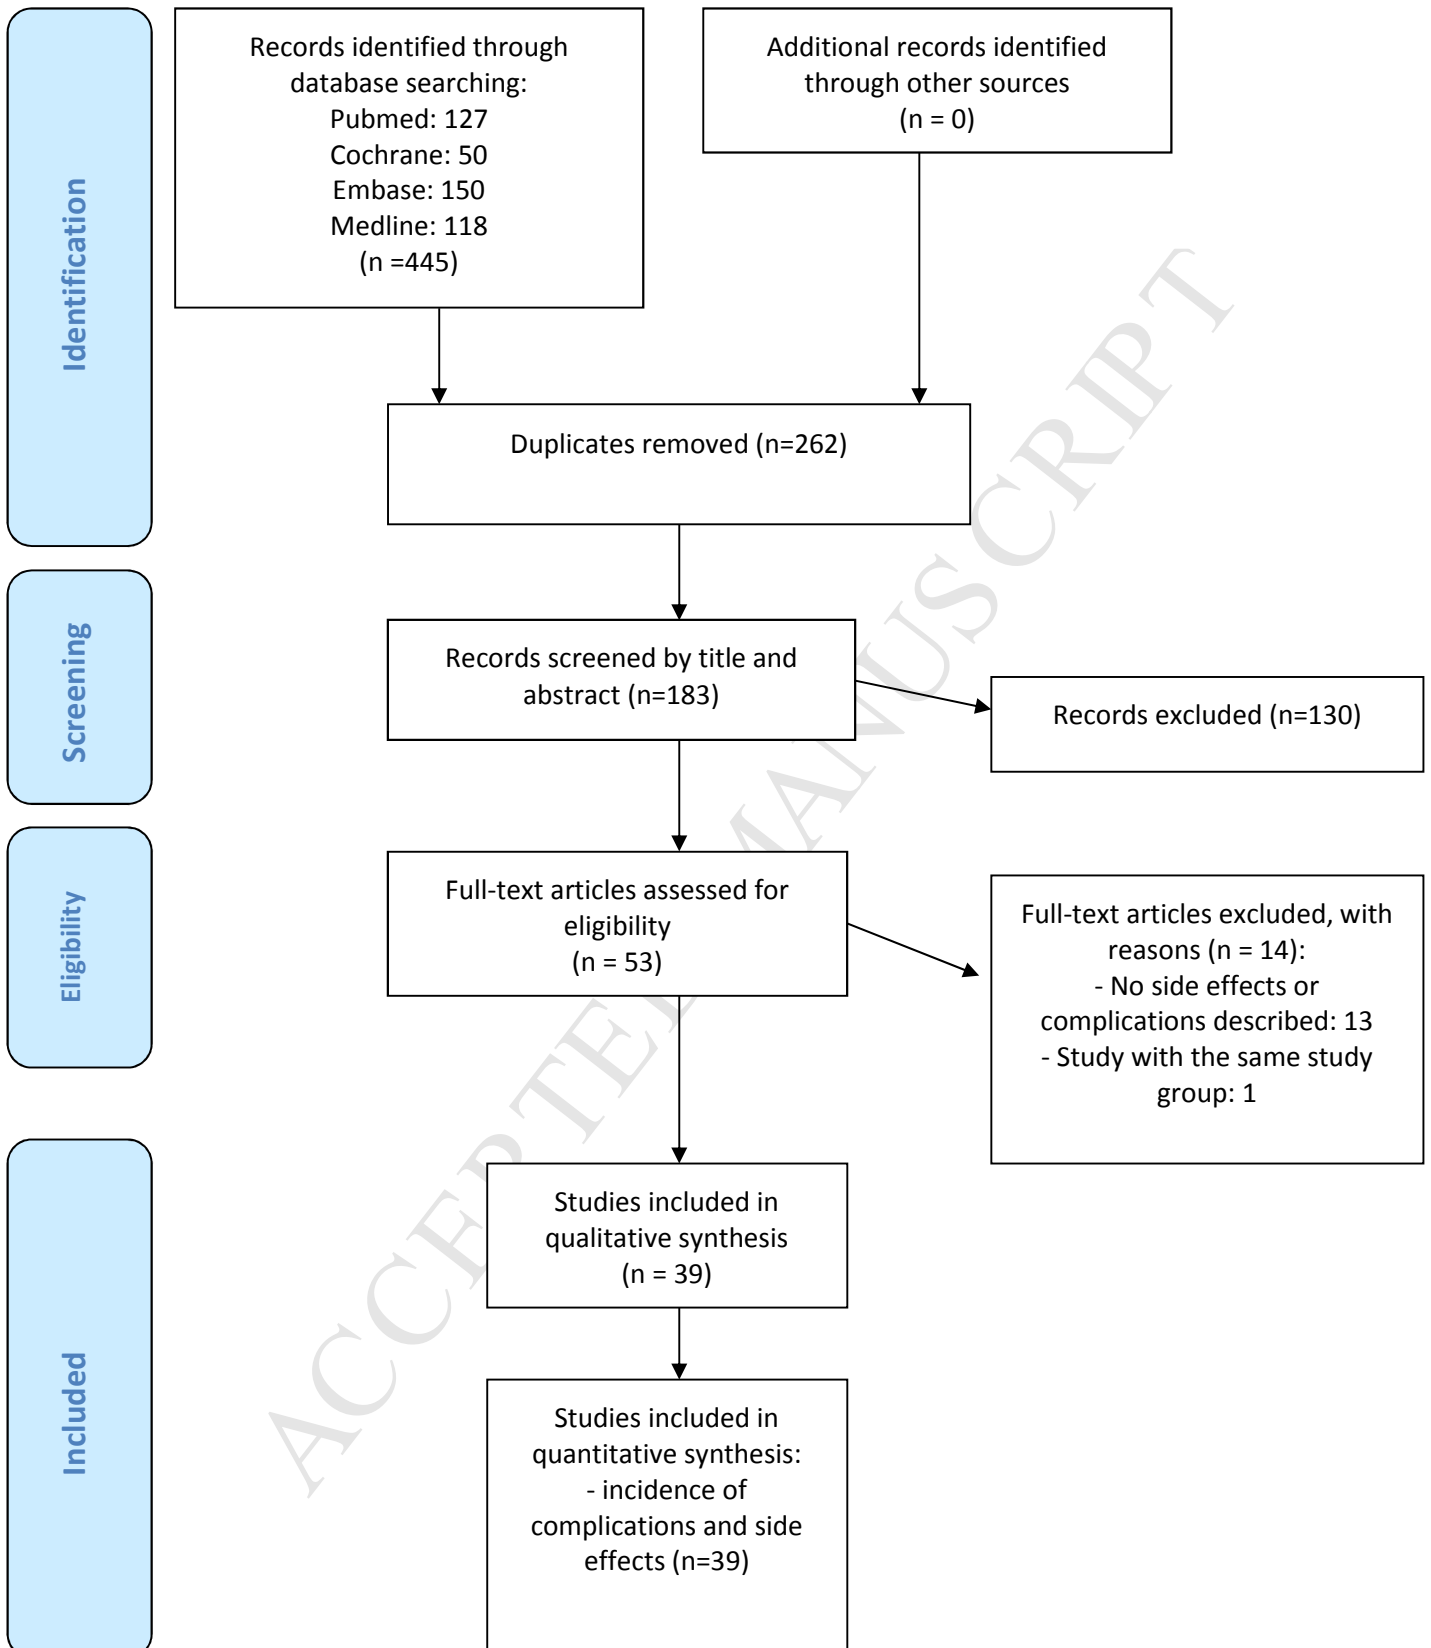 Identification
Records identified through
database searching:
Pubmed: 127
Cochrane: 50
Embase: 150
Medline: 118
(n =445)
Additional records identified
through other sources
(n = 0)
Duplicates removed (n=262)
Screening
Records screened by title and
abstract (n=183)
Records excluded (n=130)
Eligibility
Full-text articles assessed for
eligibility
(n = 53)
Full-text articles excluded, with
reasons (n = 14):
- No side effects or
complications described: 13
- Study with the same study
group: 1
Included
Studies included in
qualitative synthesis
(n = 39)
Studies included in
quantitative synthesis:
- incidence of
complications and side
effects (n=39)
ACCEPTED MANUSCRIPT